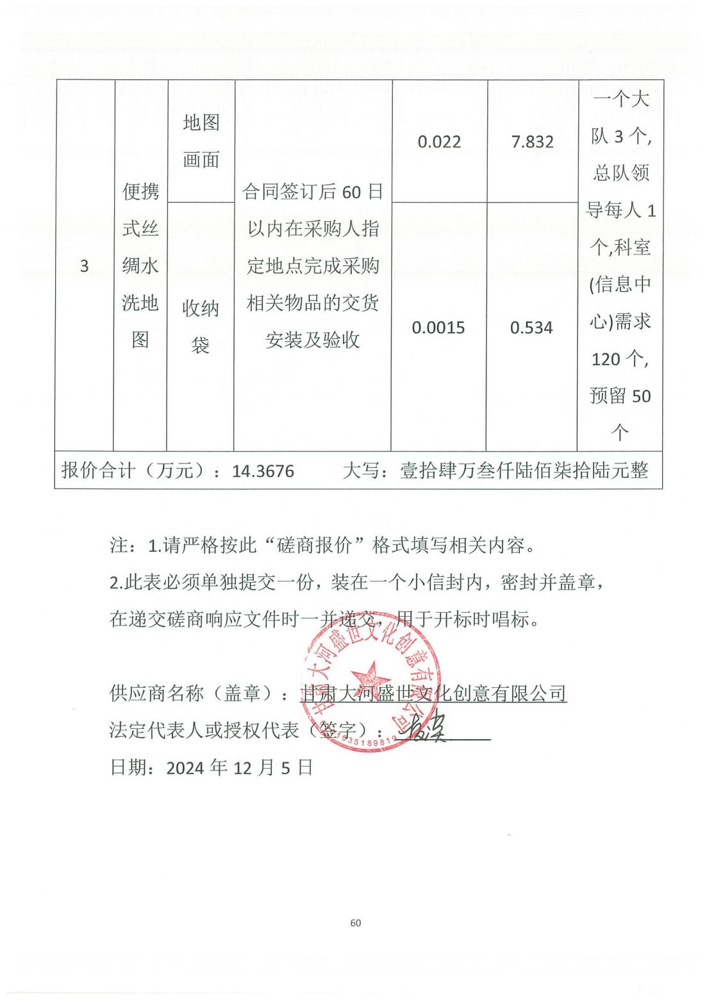 3
便携
式丝
绸水
洗地
图
地图
画面
收纳
袋
合同签订后 60 日
以内在采购人指
定地点完成采购
相关物品的交货
安装及验收
0.022
7.832
0.0015
0.534
一个大
队 3 个,
总队领
导每人 1
个,科室
(信息中
心)需求
120 个,
预留 50
个
报价合计（万元）：14.3676 大写：壹拾肆万叁仟陆佰柒拾陆元整
注：1.请严格按此“磋商报价”格式填写相关内容。
2.此表必须单独提交一份，装在一个小信封内，密封并盖章，
在递交磋商响应文件时一并递交，用于开标时唱标。
甘肃大河盛世文化创意有限公司
供应商名称（盖章）：甘肃大河盛世文化创意有限公司
法定代表人或授权代表（签字）：
日期：2024 年 12 月 5 日
60